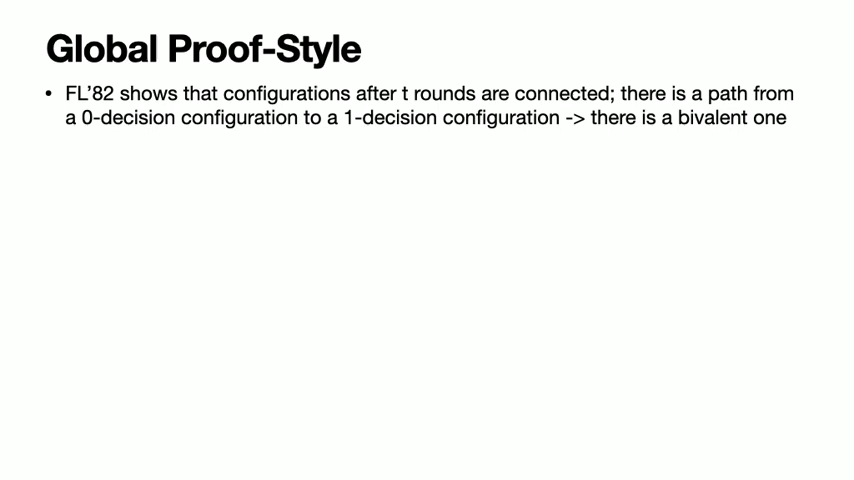 Global Proof-Style
• FL’82 shows that configurations after t rounds are connected; there is a path from
a 0-decision configuration to a 1-decision configuration -> there is a bivalent one